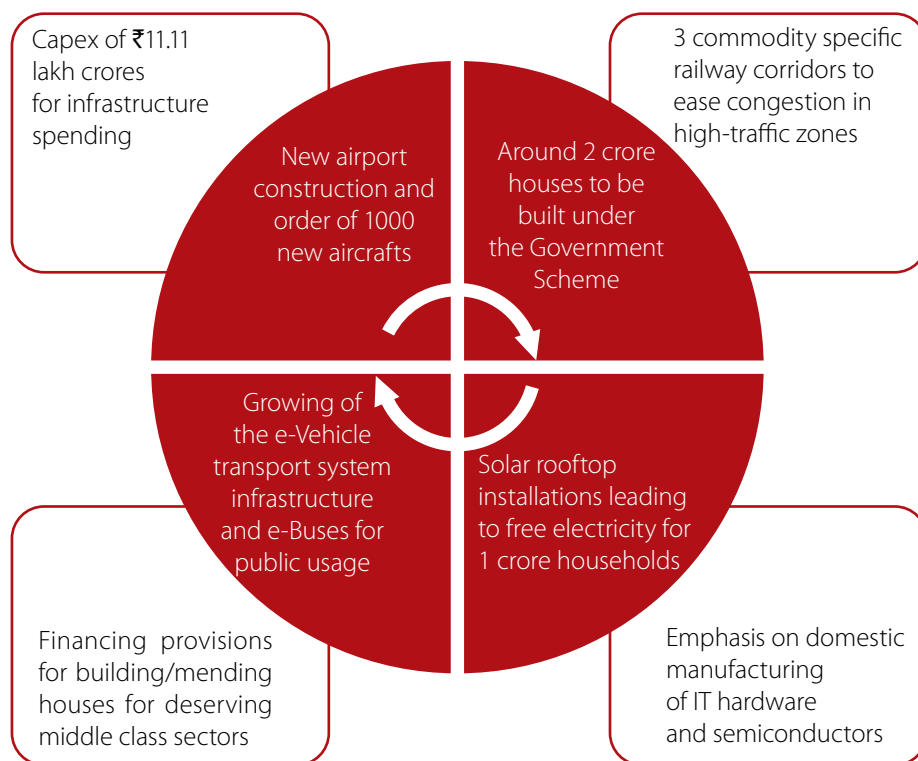 Capex of ₹11.11
lakh crores
for infrastructure
spending
3 commodity specific
railway corridors to
ease congestion in
high-traffic zones
New airport
construction and
order of 1000
new aircrafts
Around 2 crore
houses to be
built under
the Government
Scheme
Growing of
the e-Vehicle
transport system
infrastructure
and e-Buses for
public usage
Solar rooftop
installations leading
to free electricity for
1 crore households
Financing provisions
for building/mending
houses for deserving
middle class sectors
Emphasis on domestic
manufacturing
of IT hardware
and semiconductors